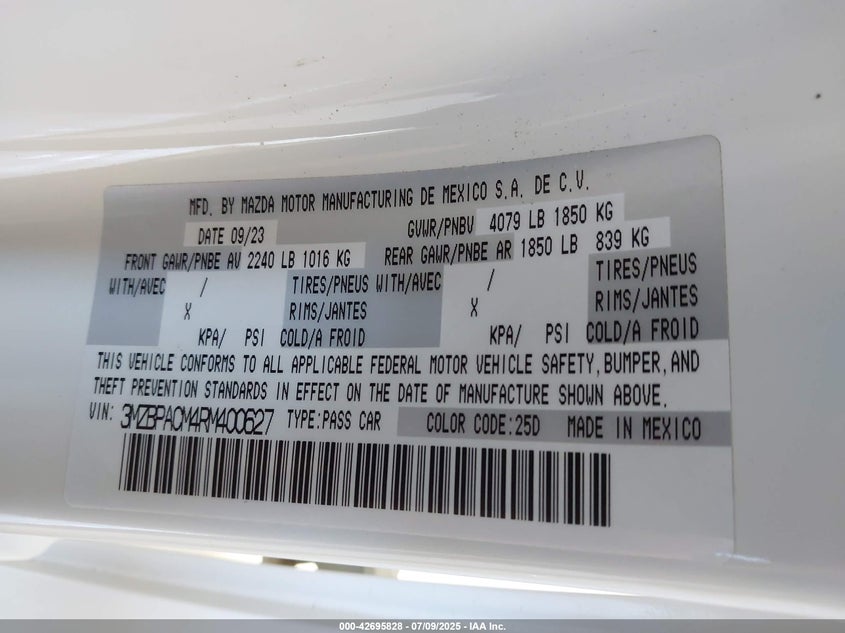 MFD. BY MAZDA MOTOR MANUFACTURING DE MEXICO S.A. DE C.V.
DATE 09/23 GVWR/PNBV 4079 LB 1850 KG
FRONT GAWR/PNBE AV 2240 LB 1016 KG REAR GAWR/PNBE AR 1850 LB 839 KG
WITH/AVEC / TIRES/PNEUS WITH/AVEC / TIRES/PNEUS
X RIMS/JANTES X RIMS/JANTES
KPA/ PSI COLD/A FROID KPA/ PSI COLD/A FROID
THIS VEHICLE CONFORMS TO ALL APPLICABLE FEDERAL MOTOR VEHICLE SAFETY, BUMPER, AND
THEFT PREVENTION STANDARDS IN EFFECT ON THE DATE OF MANUFACTURE SHOWN ABOVE.
VIN: 3MZBPACM4RM400627 TYPE: PASS CAR COLOR CODE: 25D MADE IN MEXICO
000-42695828 - 07/09/2025 - IAA Inc.